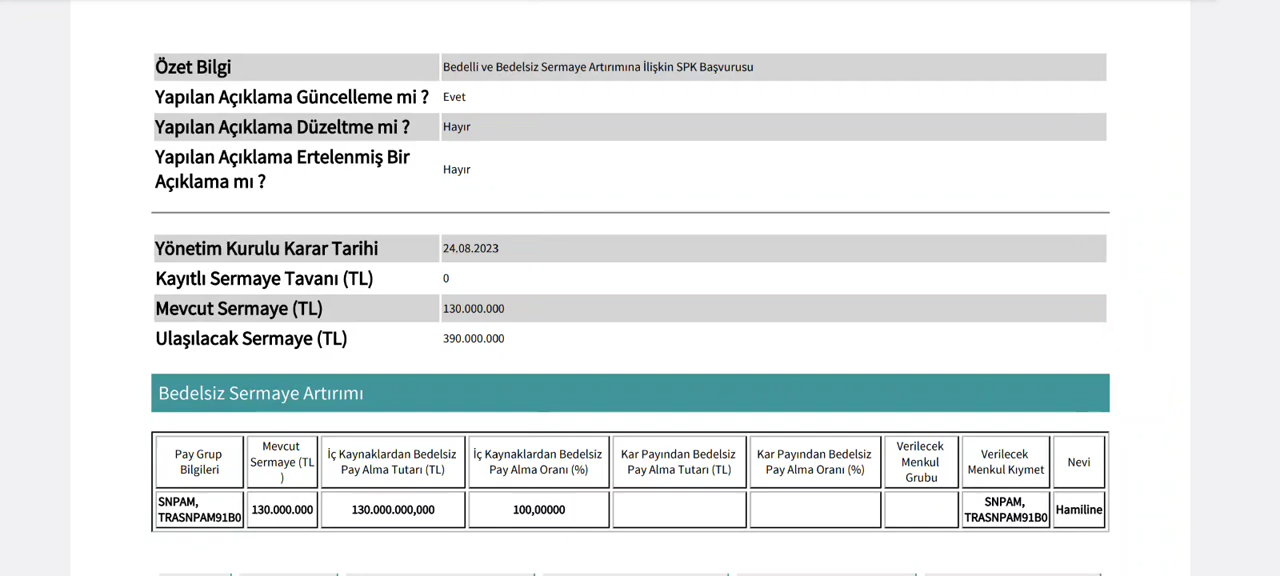 Özet Bilgi Bedelli ve Bedelsiz Sermaye Artırımına İlişkin SPK Başvurusu
Yapılan Açıklama Güncelleme mi ? Evet
Yapılan Açıklama Düzeltme mi ? Hayır
Yapılan Açıklama Ertelenmiş Bir
Açıklama mı ? Hayır
Yönetim Kurulu Karar Tarihi 24.08.2023
Kayıtlı Sermaye Tavanı (TL) 0
Mevcut Sermaye (TL) 130.000.000
Ulaşılacak Sermaye (TL) 390.000.000
Bedelsiz Sermaye Artırımı
Pay Grup
Bilgileri
Mevcut
Sermaye (TL
)
İç Kaynaklardan Bedelsiz
Pay Alma Tutarı (TL)
İç Kaynaklardan Bedelsiz
Pay Alma Oranı (%)
Kar Payından Bedelsiz
Pay Alma Tutarı (TL)
Kar Payından Bedelsiz
Pay Alma Oranı (%)
Verilecek
Menkul
Grubu
Verilecek
Menkul Kıymet
Nevi
SNPAM,
TRASNPAM91B0
130.000.000
130.000.000,000
100,00000
SNPAM,
TRASNPAM91B0
Hamiline